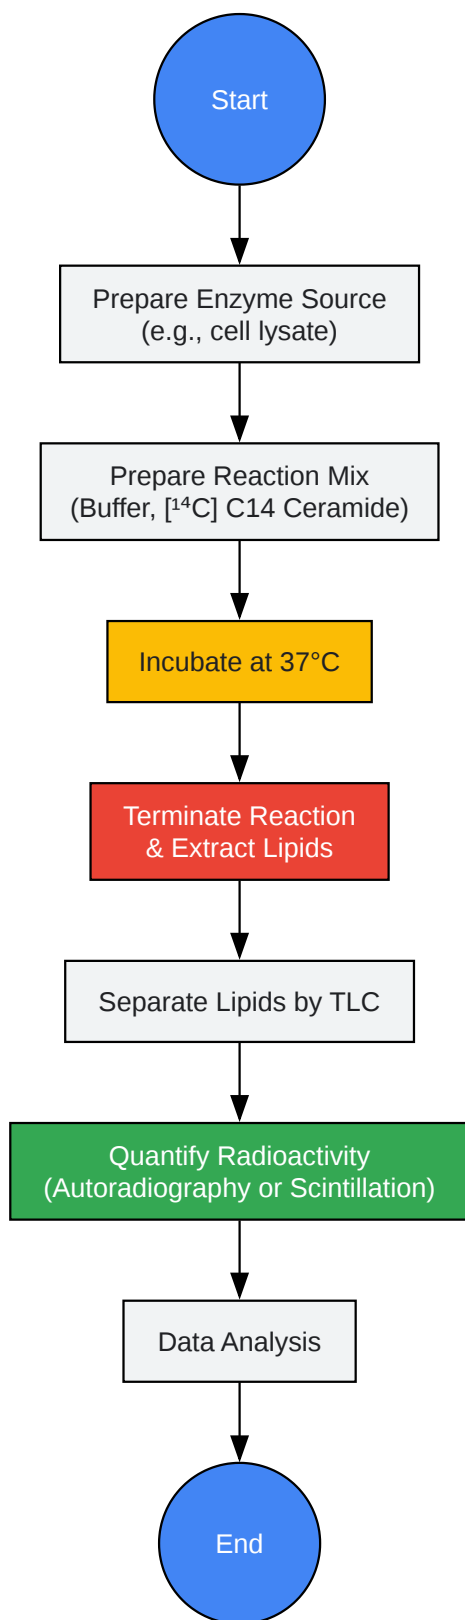 Start
Prepare Enzyme Source
(e.g., cell lysate)
Prepare Reaction Mix
(Buffer, [¹⁴C] C14 Ceramide)
Incubate at 37°C
Terminate Reaction
& Extract Lipids
Separate Lipids by TLC
Quantify Radioactivity
(Autoradiography or Scintillation)
Data Analysis
End